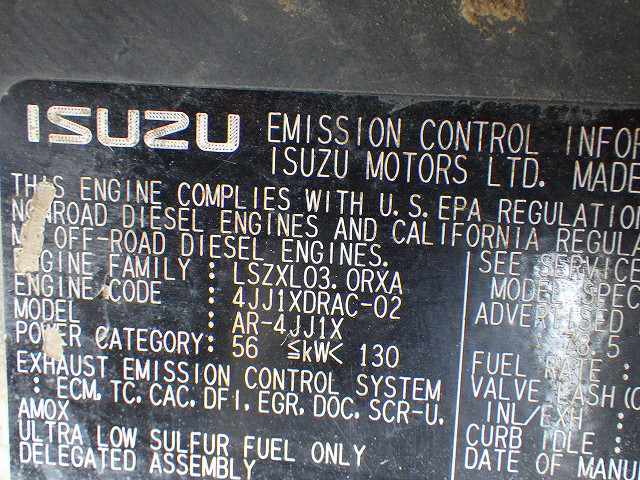 ISUZU EMISSION CONTROL INFOR
ISUZU MOTORS LTD. MADE
THIS ENGINE COMPLIES WITH U.S.EPA REGULATION
NONROAD DIESEL ENGINES AND CALIFORNIA REGULA
OFF-ROAD DIESEL ENGINES.
ENGINE FAMILY : LSZXL03.0RXA
ENGINE CODE : 4JJ1XDRAC-02
MODEL : AR-4JJ1X
POWER CATEGORY: 56 ≦kW< 130
EXHAUST EMISSION CONTROL SYSTEM
: ECM.TC.CAC.DFI.EGR.DOC.SCR-U.
AMOX
ULTRA LOW SULFUR FUEL ONLY
DELEGATED ASSEMBLY
SEE SERVICE
MODEL SPEC
ADVERTISED
: 78.5
FUEL RATE :
VALVE LASH(C
INL/EXH :
CURB IDLE :
DATE OF MANU